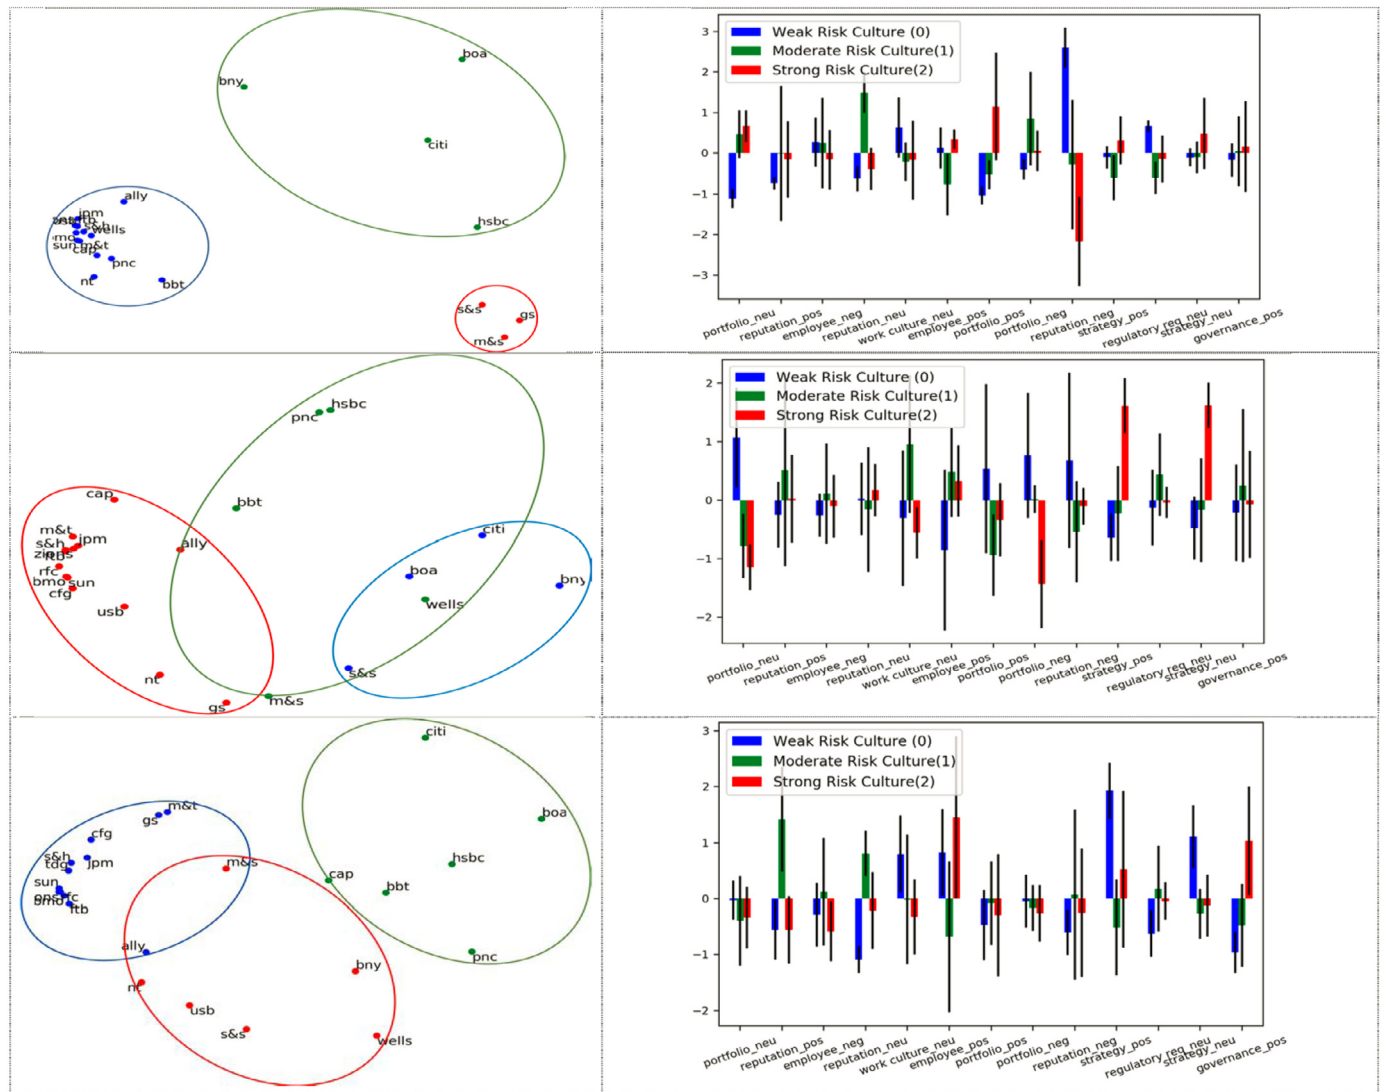 boa
bny
citi
hsbc
ally
jpm
s&h
wells
sun
m&t
cap
pnc
nt
bbt
s&s
gs
m&s
Weak Risk Culture (0)
Moderate Risk Culture(1)
Strong Risk Culture(2)
3
2
1
0
−1
−2
−3
portfolio_neu
reputation_pos
employee_neg
reputation_neu
work culture_neu
employee_pos
portfolio_pos
portfolio_neg
reputation_neg
strategy_pos
regulatory req_neu
strategy_neu
governance_pos
hsbc
pnc
cap
bbt
m&t
jpm
s&h
ftb
ally
citi
rfc
boa
bny
bmo
sun
cfg
wells
usb
s&s
nt
m&s
gs
Weak Risk Culture (0)
Moderate Risk Culture(1)
Strong Risk Culture(2)
2
1
0
−1
−2
portfolio_neu
reputation_pos
employee_neg
reputation_neu
work culture_neu
employee_pos
portfolio_pos
portfolio_neg
reputation_neg
strategy_pos
regulatory req_neu
strategy_neu
governance_pos
citi
m&t
gs
boa
cfg
s&h
jpm
hsbc
tdg
m&s
cap
sun
bbt
ftb
ally
pnc
bny
nt
usb
s&s
wells
Weak Risk Culture (0)
Moderate Risk Culture(1)
Strong Risk Culture(2)
3
2
1
0
−1
−2
portfolio_neu
reputation_pos
employee_neg
reputation_neu
work culture_neu
employee_pos
portfolio_pos
portfolio_neg
reputation_neg
strategy_pos
regulatory req_neu
strategy_neu
governance_pos